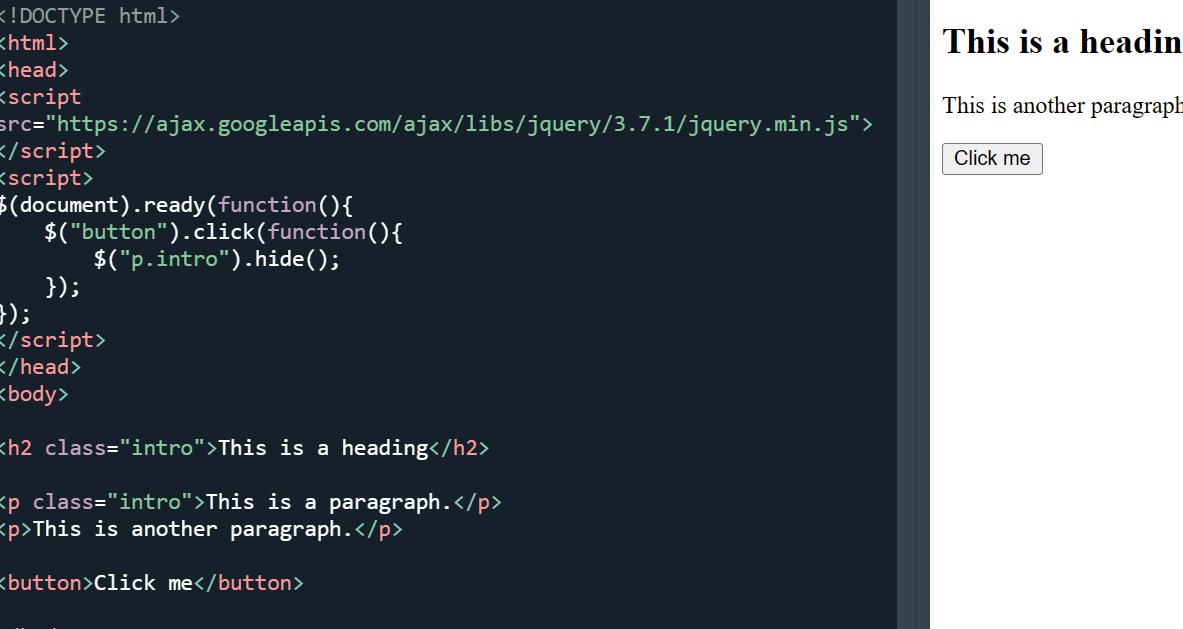 <!DOCTYPE html>
<html>
<head>
<script
src="https://ajax.googleapis.com/ajax/libs/jquery/3.7.1/jquery.min.js">
</script>
<script>
$(document).ready(function(){
    $("button").click(function(){
        $("p.intro").hide();
    });
});
</script>
</head>
<body>
<h2 class="intro">This is a heading</h2>
<p class="intro">This is a paragraph.</p>
<p>This is another paragraph.</p>
<button>Click me</button>
This is a headin
This is another paragraph
Click me